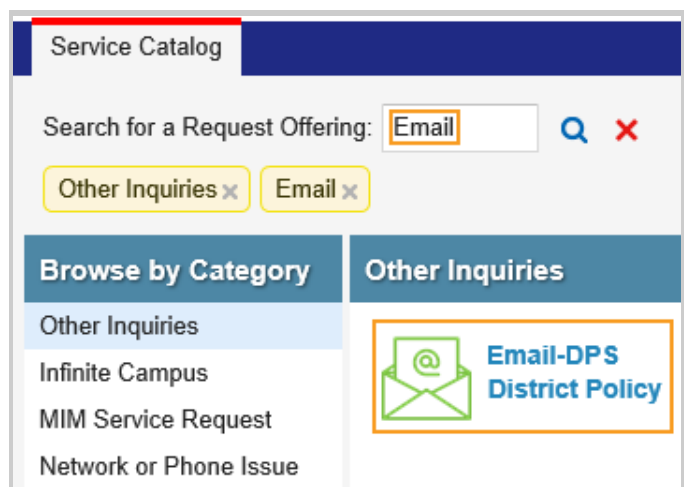 Service Catalog
Search for a Request Offering: Email
Other Inquiries × Email ×
Browse by Category
Other Inquiries
Infinite Campus
MIM Service Request
Network or Phone Issue
Other Inquiries
@
Email-DPS
District Policy